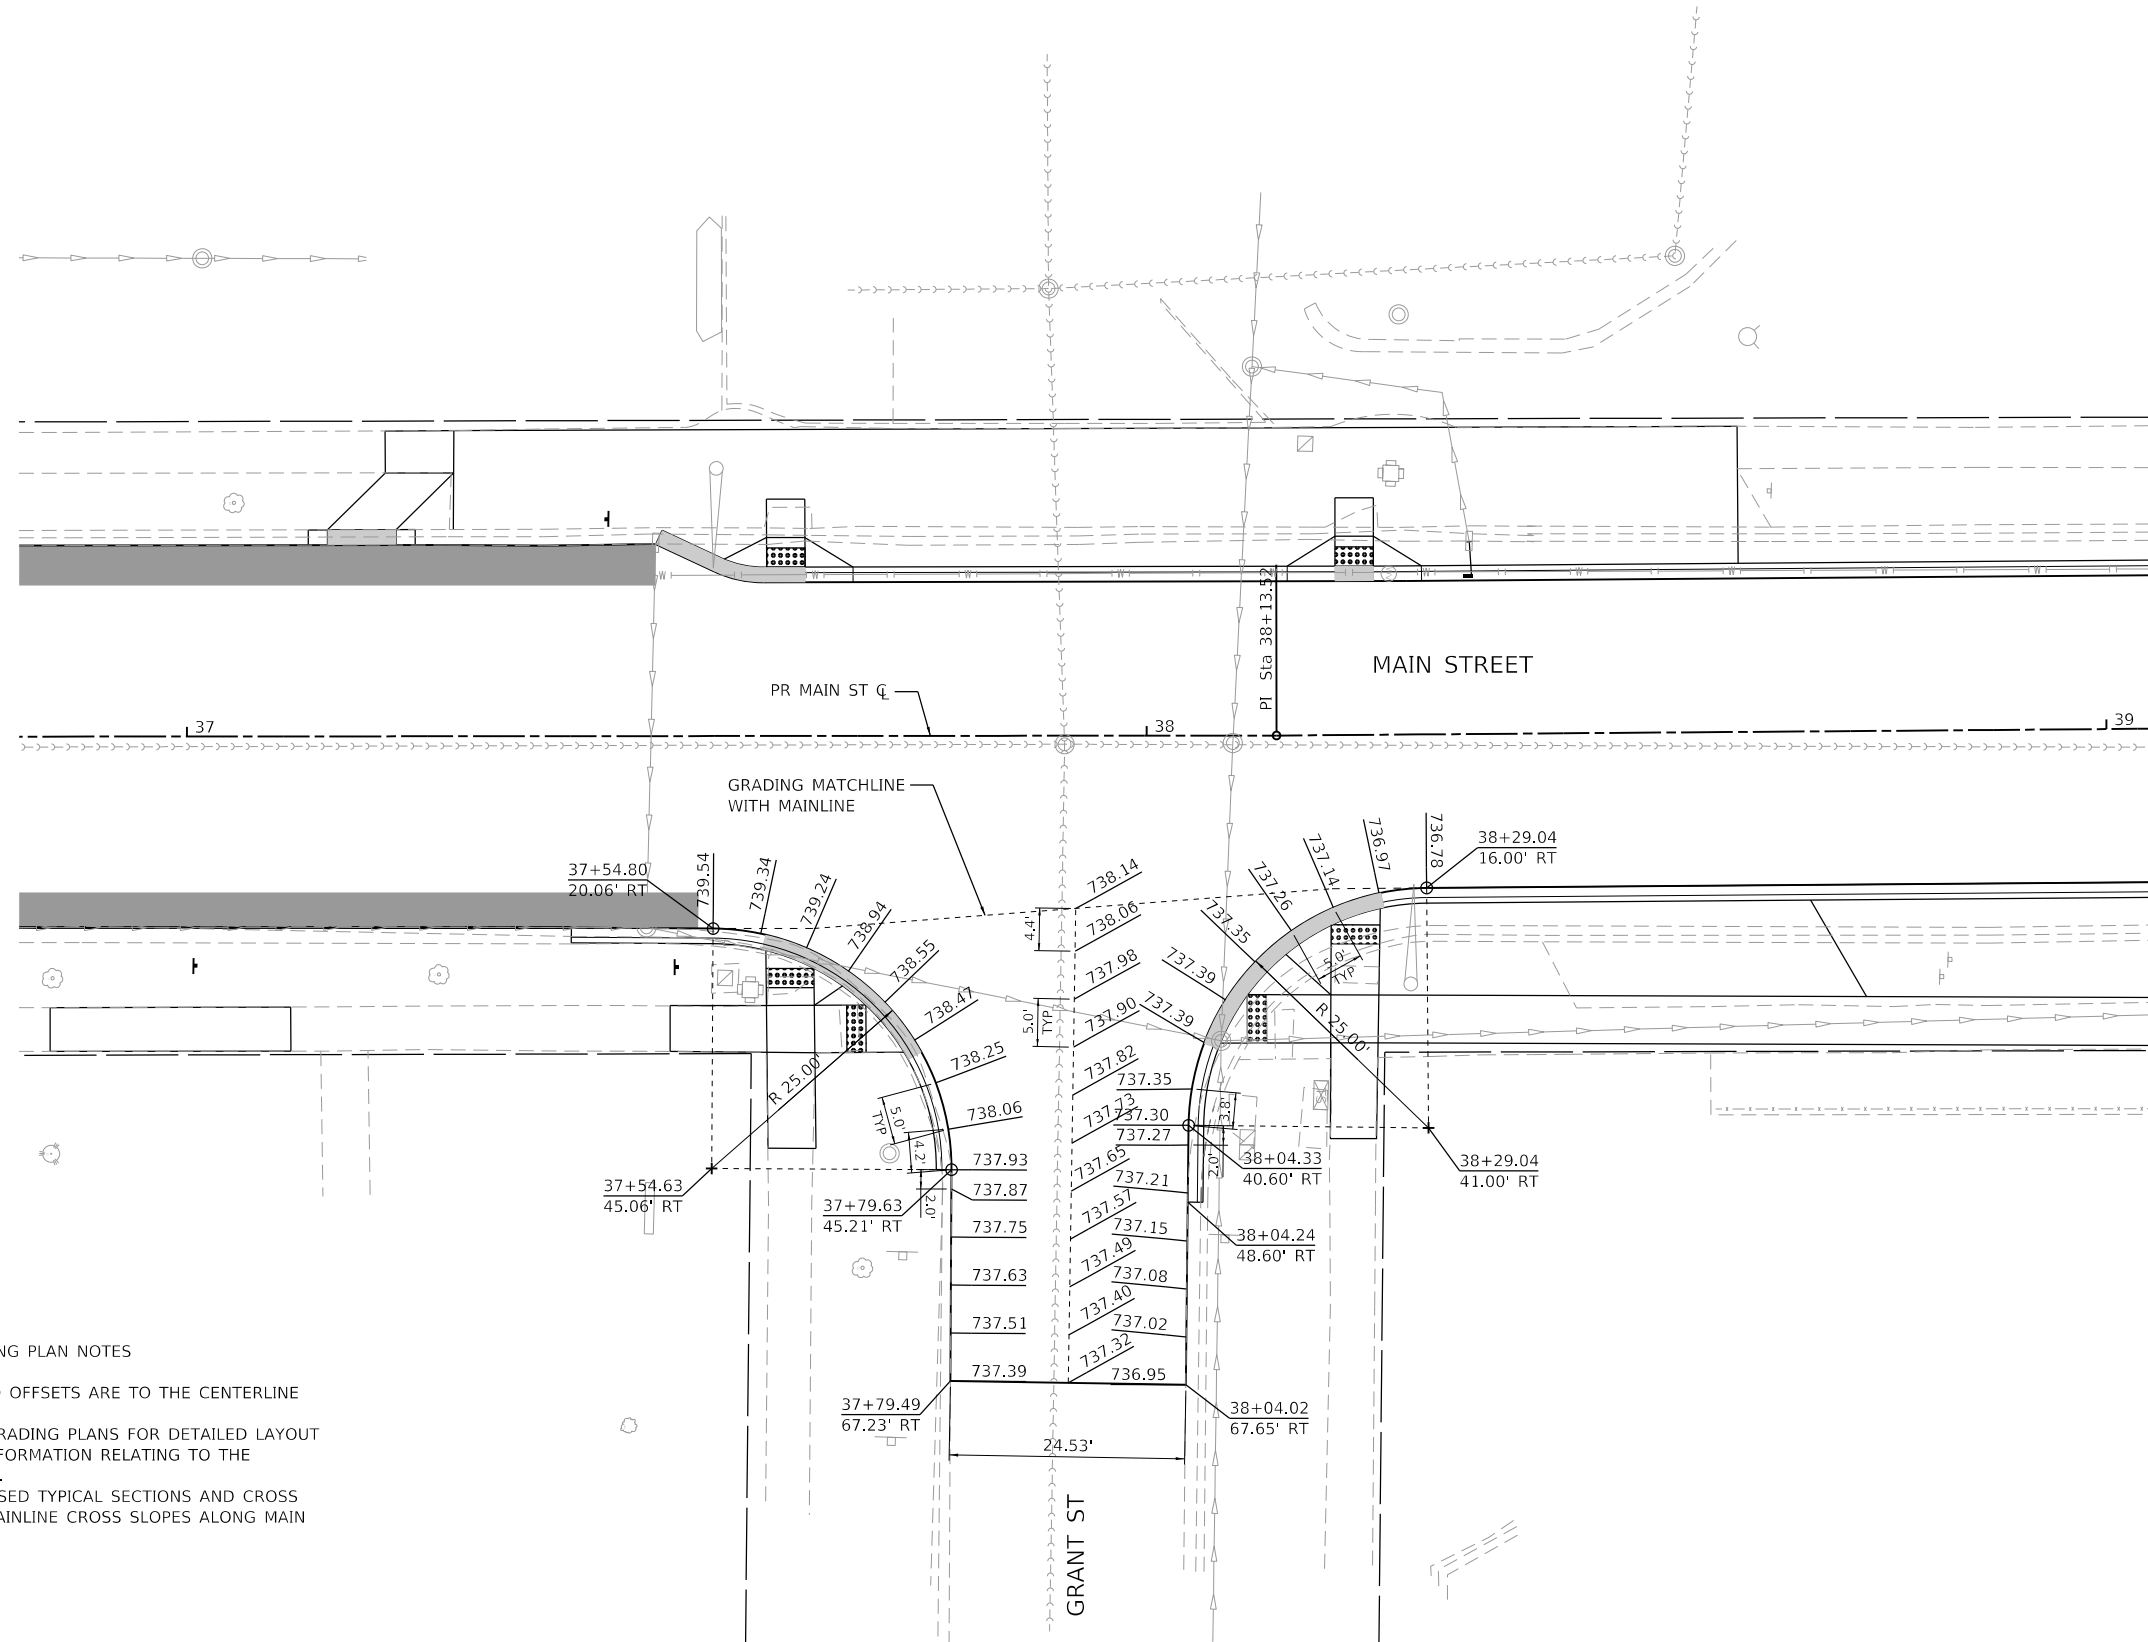 PI Sta 38+13.52
MAIN STREET
PR MAIN ST ℄
37
38
39
GRADING MATCHLINE
WITH MAINLINE
37+54.80
20.06' RT
739.54
739.34
739.24
738.94
738.55
738.47
738.25
738.06
737.93
737.87
737.75
737.63
737.51
737.39
738.14
738.06
737.98
737.90
737.82
737.73
737.65
737.57
737.49
737.40
737.32
4.4'
5.0'
TYP
736.78
736.97
737.14
737.26
737.35
737.39
737.39
737.35
737.30
737.27
737.21
737.15
737.08
737.02
736.95
38+29.04
16.00' RT
5.0'
TYP
R 25.00'
R 25.00'
5.0'
TYP
4.2'
2.0'
3.8'
2.0'
37+54.63
45.06' RT
37+79.63
45.21' RT
38+04.33
40.60' RT
38+29.04
41.00' RT
38+04.24
48.60' RT
37+79.49
67.23' RT
38+04.02
67.65' RT
24.53'
GRANT ST
NG PLAN NOTES
OFFSETS ARE TO THE CENTERLINE
RADING PLANS FOR DETAILED LAYOUT
FORMATION RELATING TO THE
SED TYPICAL SECTIONS AND CROSS
AINLINE CROSS SLOPES ALONG MAIN